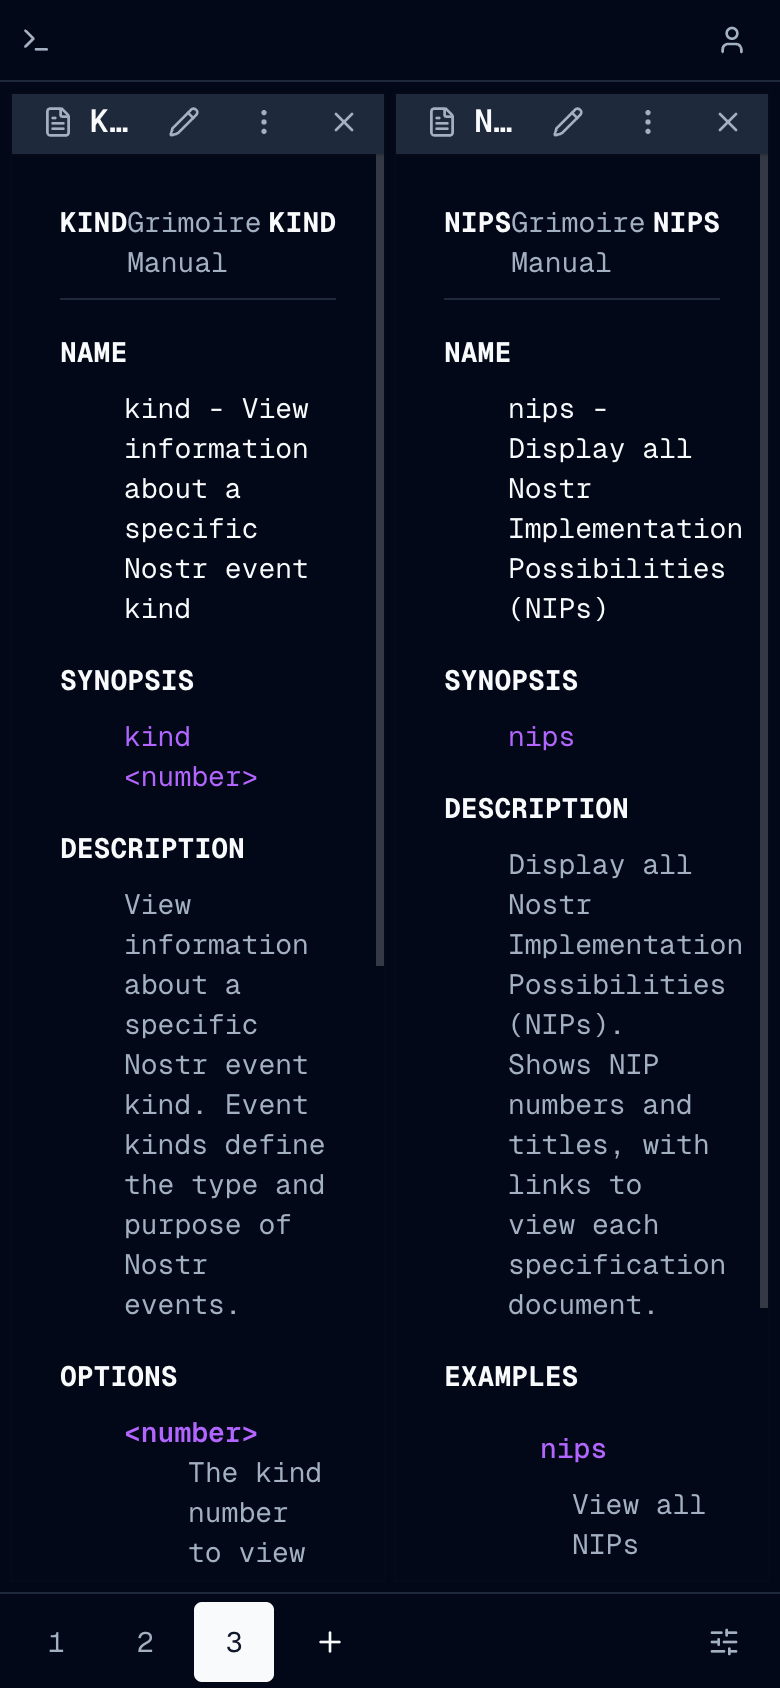 K…
KIND Grimoire Manual KIND
NAME
kind - View
information
about a
specific
Nostr event
kind
SYNOPSIS
kind
<number>
DESCRIPTION
View
information
about a
specific
Nostr event
kind. Event
kinds define
the type and
purpose of
Nostr
events.
OPTIONS
<number>
The kind
number
to view
N…
NIPS Grimoire Manual NIPS
NAME
nips -
Display all
Nostr
Implementation
Possibilities
(NIPs)
SYNOPSIS
nips
DESCRIPTION
Display all
Nostr
Implementation
Possibilities
(NIPs).
Shows NIP
numbers and
titles, with
links to
view each
specification
document.
EXAMPLES
nips
View all
NIPs
1 2 3